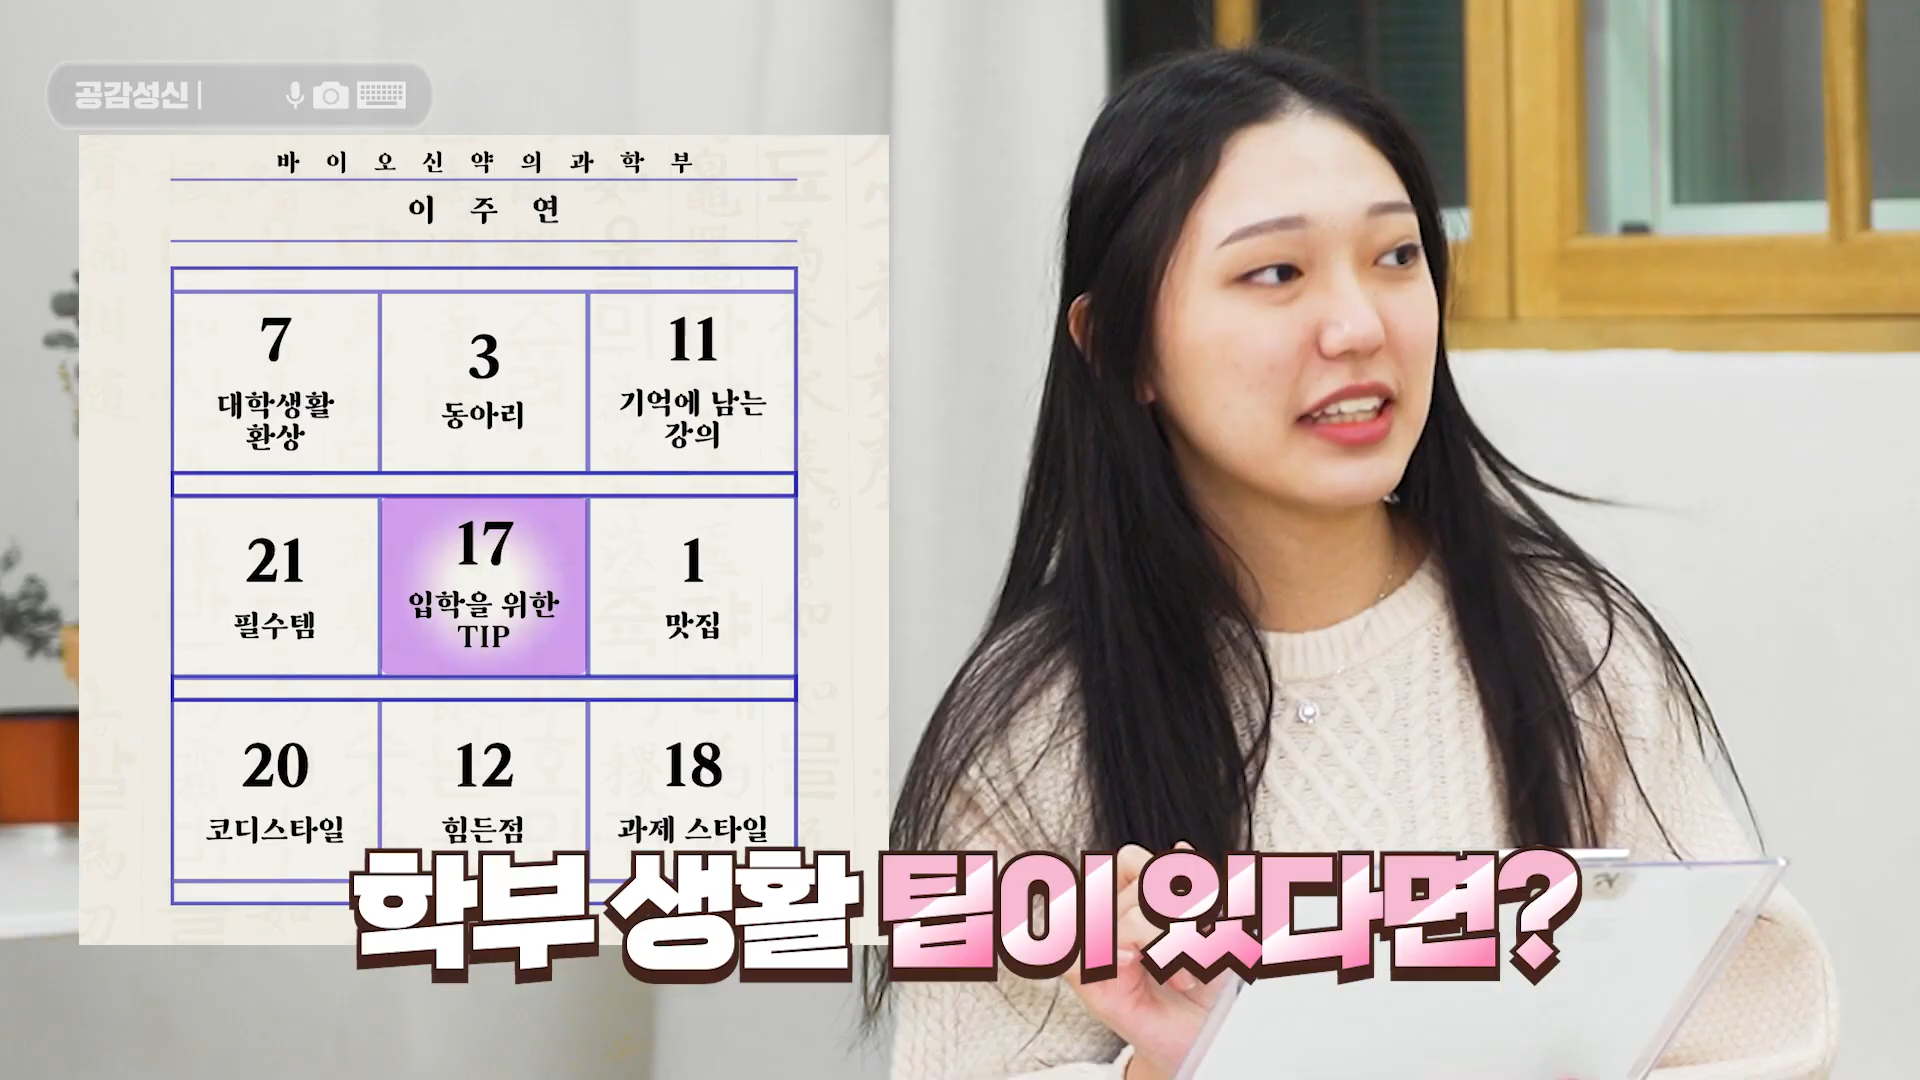 공감성신
바이오신약의과학부
이주연
7
대학생활
환상
3
동아리
11
기억에 남는
강의
21
필수템
17
입학을 위한
TIP
1
맛집
20
코디스타일
12
힘든점
18
과제 스타일
학부 생활 팁이 있다면?